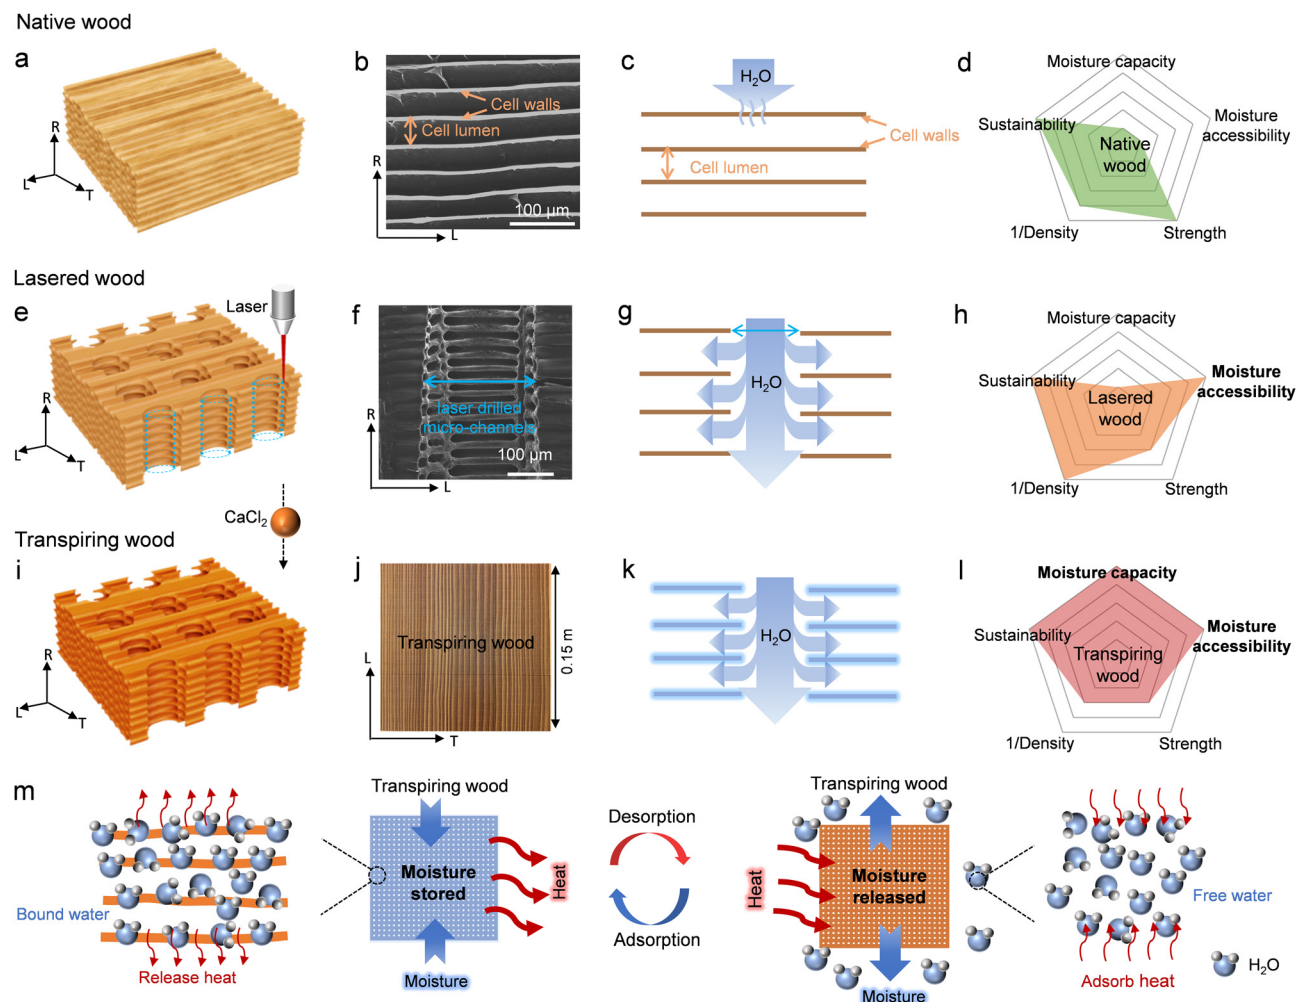 Native wood
a
R
L
T
b
Cell walls
Cell lumen
100 μm
R
L
c
H2O
Cell walls
Cell lumen
d
Moisture capacity
Moisture
accessibility
Sustainability
Native
wood
1/Density
Strength
Lasered wood
e
Laser
R
L
T
f
laser drilled
micro-channels
100 μm
R
L
g
H2O
h
Moisture capacity
Moisture
accessibility
Sustainability
Lasered
wood
1/Density
Strength
CaCl2
Transpiring wood
i
R
L
T
j
Transpiring wood
0.15 m
L
T
k
H2O
l
Moisture capacity
Moisture
accessibility
Sustainability
Transpiring
wood
1/Density
Strength
m
Bound water
Release heat
Transpiring wood
Moisture
stored
Heat
Moisture
Desorption
Adsorption
Transpiring wood
Heat
Moisture
released
Moisture
Free water
Adsorb heat
H2O